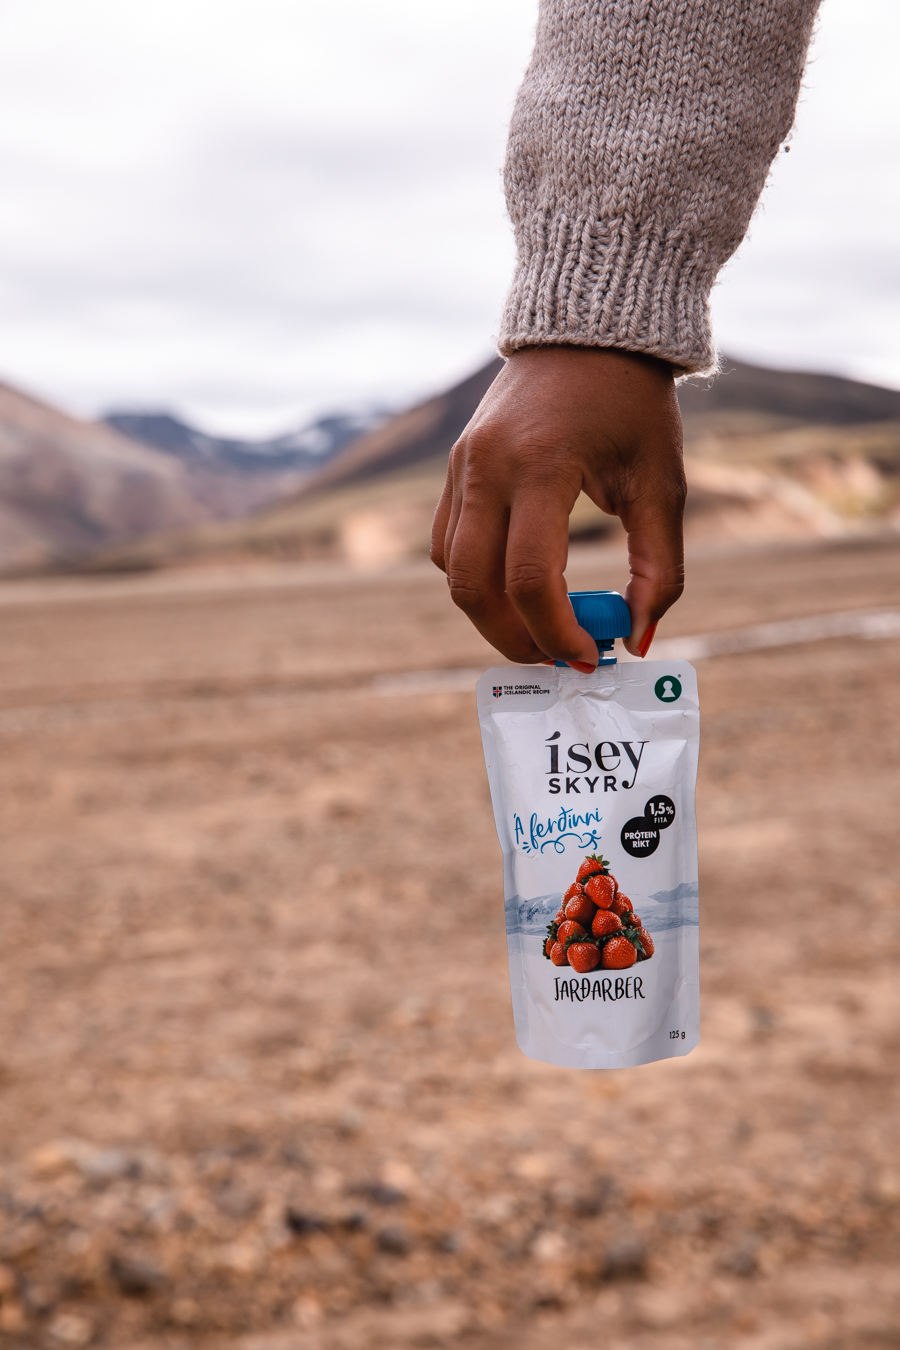 THE ORIGINAL
ICELANDIC RECIPE
ísey
SKYR
Á ferðinni
1,5%
FITA
PRÓTEIN
RÍKT
JARÐARBER
125 g